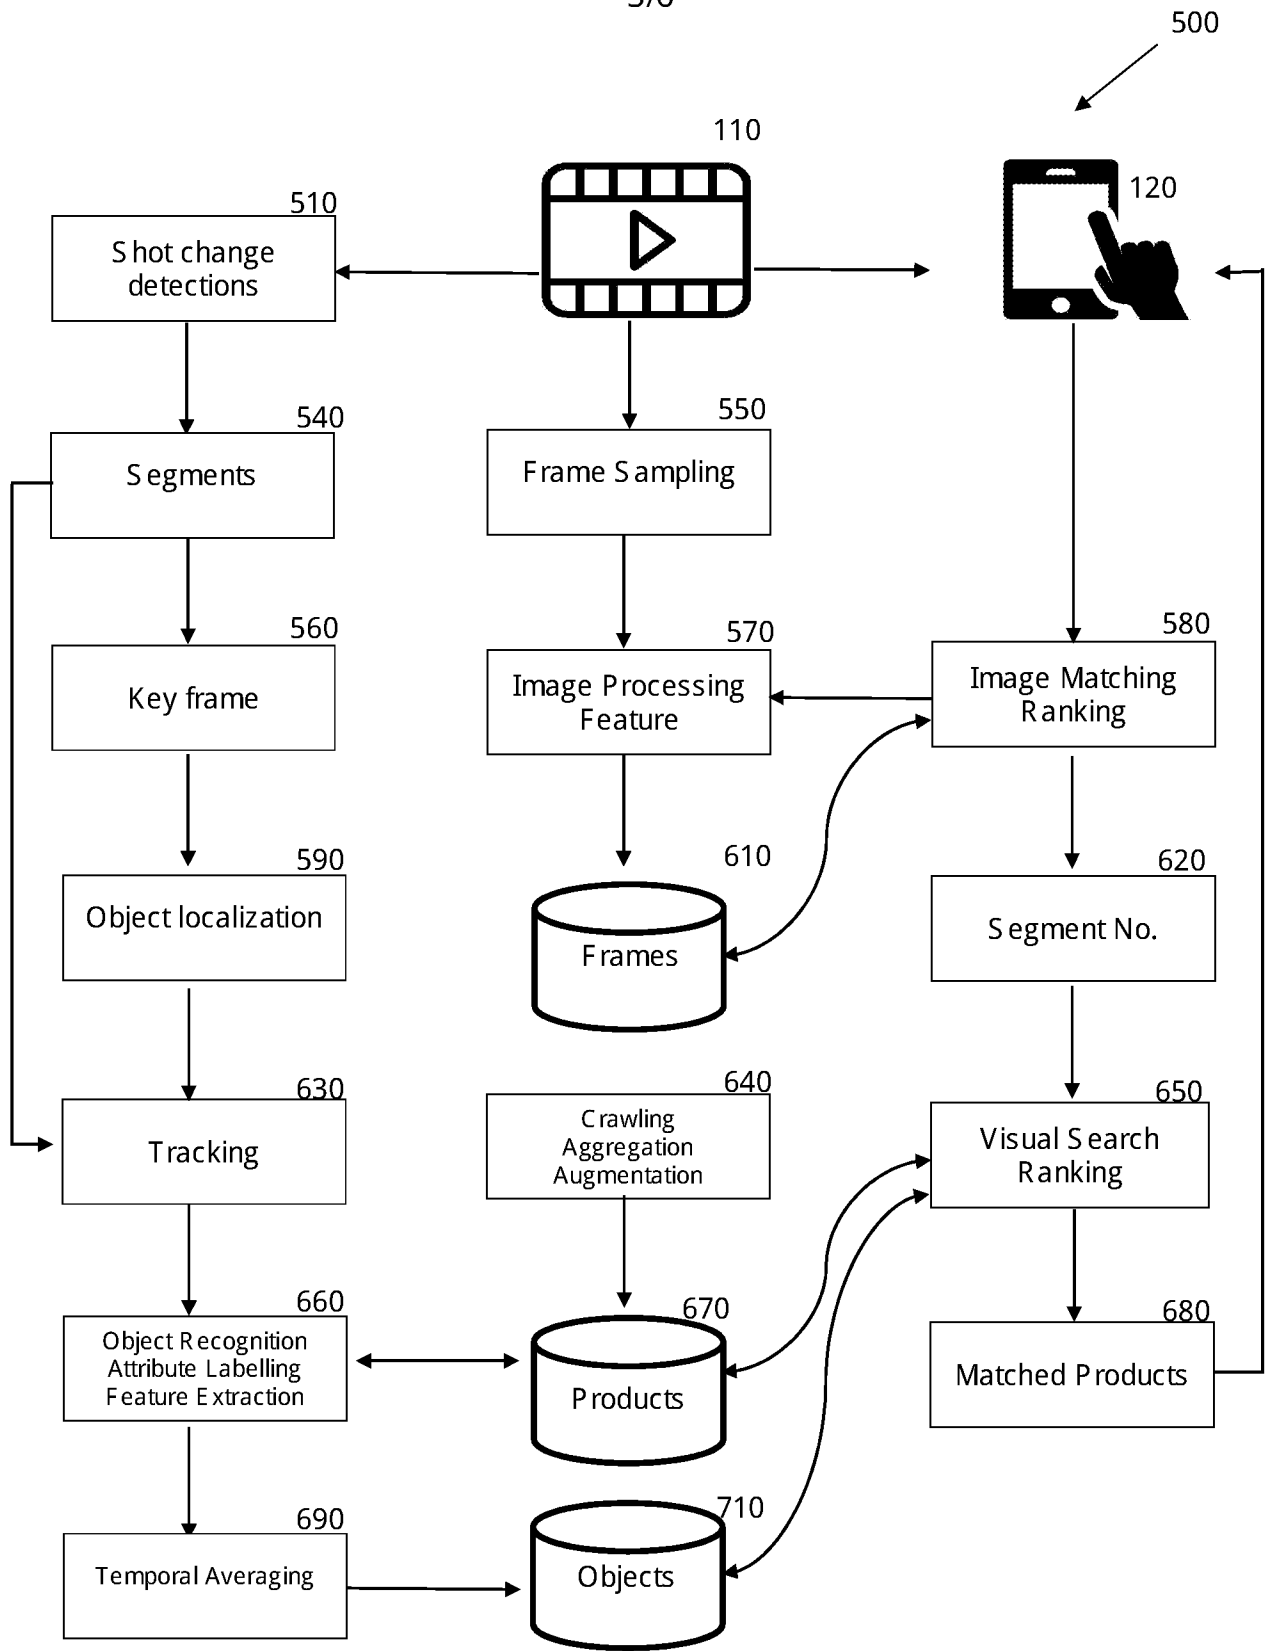 500
110
120
510
Shot change
detections
540
Segments
550
Frame Sampling
560
Key frame
570
Image Processing
Feature
580
Image Matching
Ranking
590
Object localization
610
Frames
620
Segment No.
630
Tracking
640
Crawling
Aggregation
Augmentation
650
Visual Search
Ranking
660
Object Recognition
Attribute Labelling
Feature Extraction
670
Products
680
Matched Products
690
Temporal Averaging
710
Objects